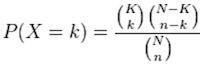 P(X = k) = \frac{\binom{K}{k}\binom{N-K}{n-k}}{\binom{N}{n}}